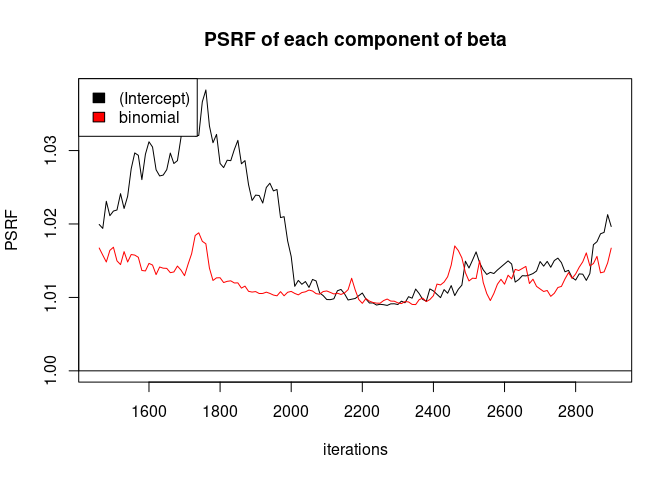 PSRF of each component of beta
(Intercept)
binomial
PSRF
1.03
1.02
1.01
1.00
1600 1800 2000 2200 2400 2600 2800
iterations